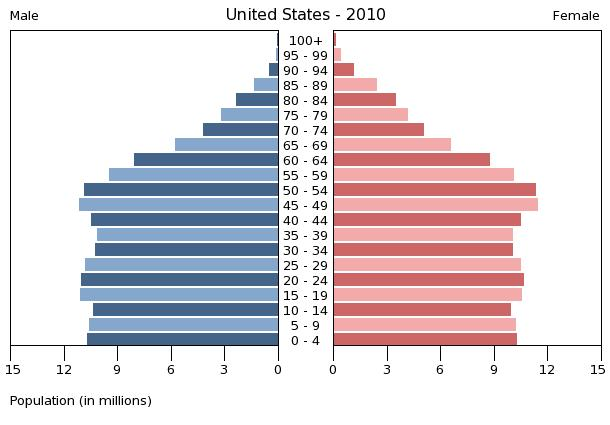 Male United States - 2010 Female
100+
95 - 99
90 - 94
85 - 89
80 - 84
75 - 79
70 - 74
65 - 69
60 - 64
55 - 59
50 - 54
45 - 49
40 - 44
35 - 39
30 - 34
25 - 29
20 - 24
15 - 19
10 - 14
5 - 9
0 - 4
15 12 9 6 3 0 0 3 6 9 12 15
Population (in millions)